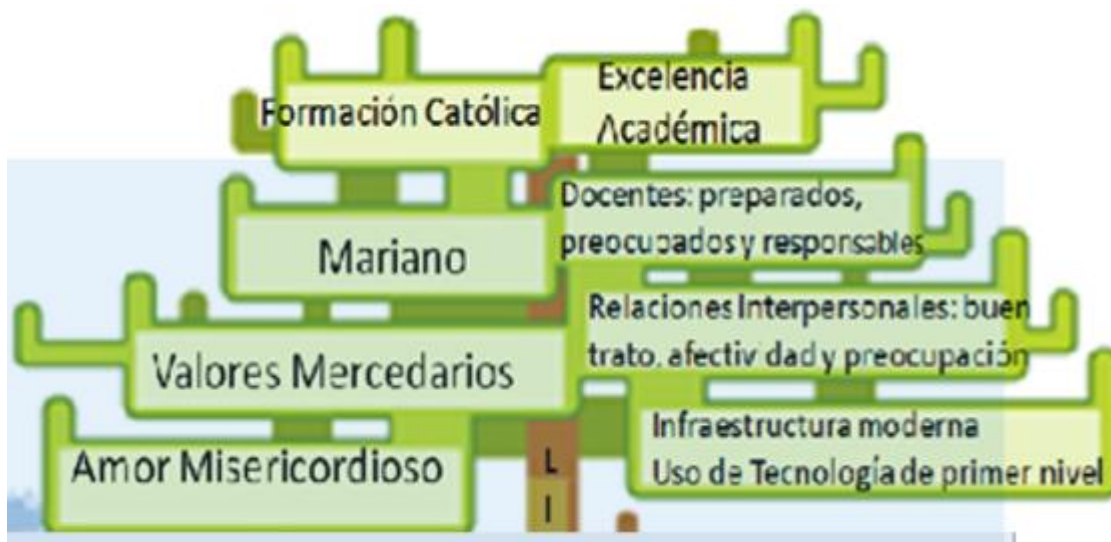 Formación Católica
Excelencia
Académica
Mariano
Docentes: preparados,
preocupados y responsables
Valores Mercedarios
Relaciones Interpersonales: buen
trato, afectividad y preocupación
Amor Misericordioso
Infraestructura moderna
Uso de Tecnología de primer nivel
L
I